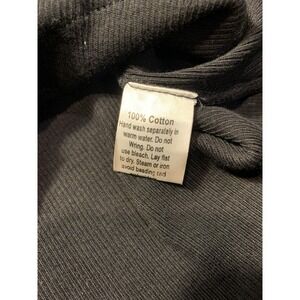 100% Cotton
Hand wash separately in
warm water. Do not
Wring. Do not
use bleach. Lay flat
to dry. Steam or iron
avoid beading